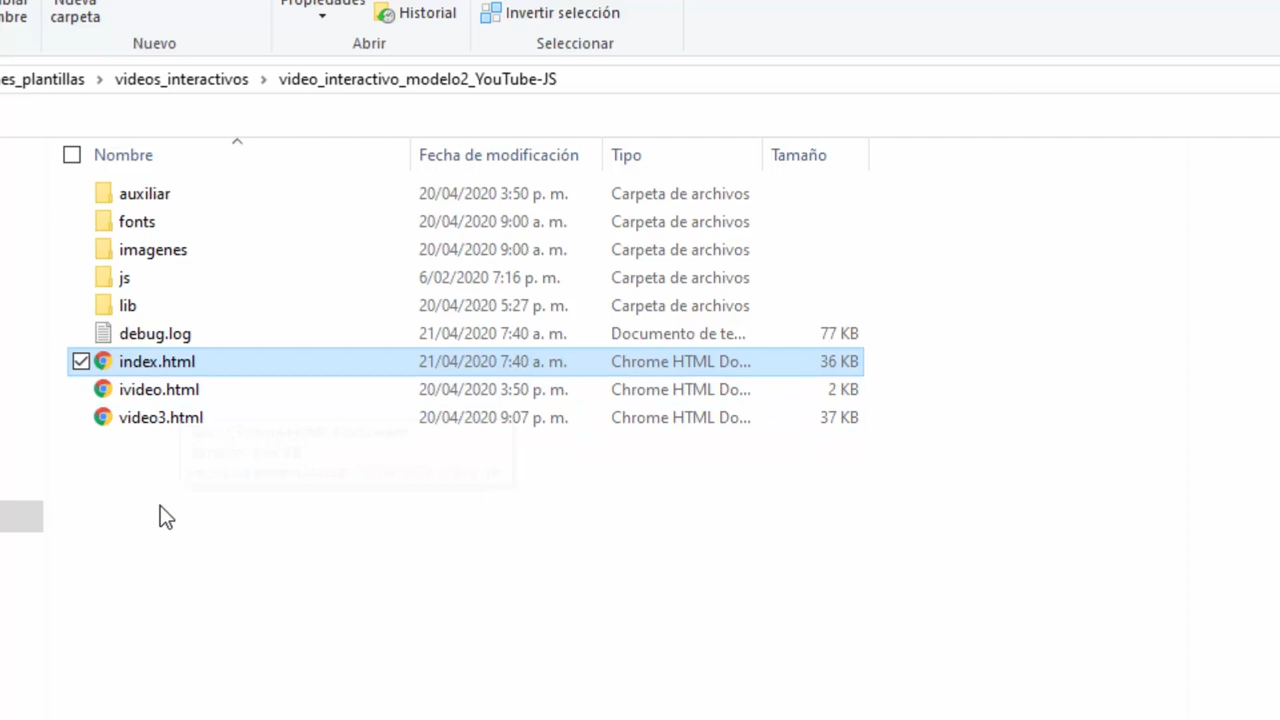 Nueva
carpeta
Propiedades
Historial
Invertir selección
Nuevo
Abrir
Seleccionar
es_plantillas > videos_interactivos > video_interactivo_modelo2_YouTube-JS
Nombre Fecha de modificación Tipo Tamaño
auxiliar 20/04/2020 3:50 p. m. Carpeta de archivos
fonts 20/04/2020 9:00 a. m. Carpeta de archivos
imagenes 20/04/2020 9:00 a. m. Carpeta de archivos
js 6/02/2020 7:16 p. m. Carpeta de archivos
lib 20/04/2020 5:27 p. m. Carpeta de archivos
debug.log 21/04/2020 7:40 a. m. Documento de te... 77 KB
index.html 21/04/2020 7:40 a. m. Chrome HTML Do... 36 KB
ivideo.html 20/04/2020 3:50 p. m. Chrome HTML Do... 2 KB
video3.html 20/04/2020 9:07 p. m. Chrome HTML Do... 37 KB